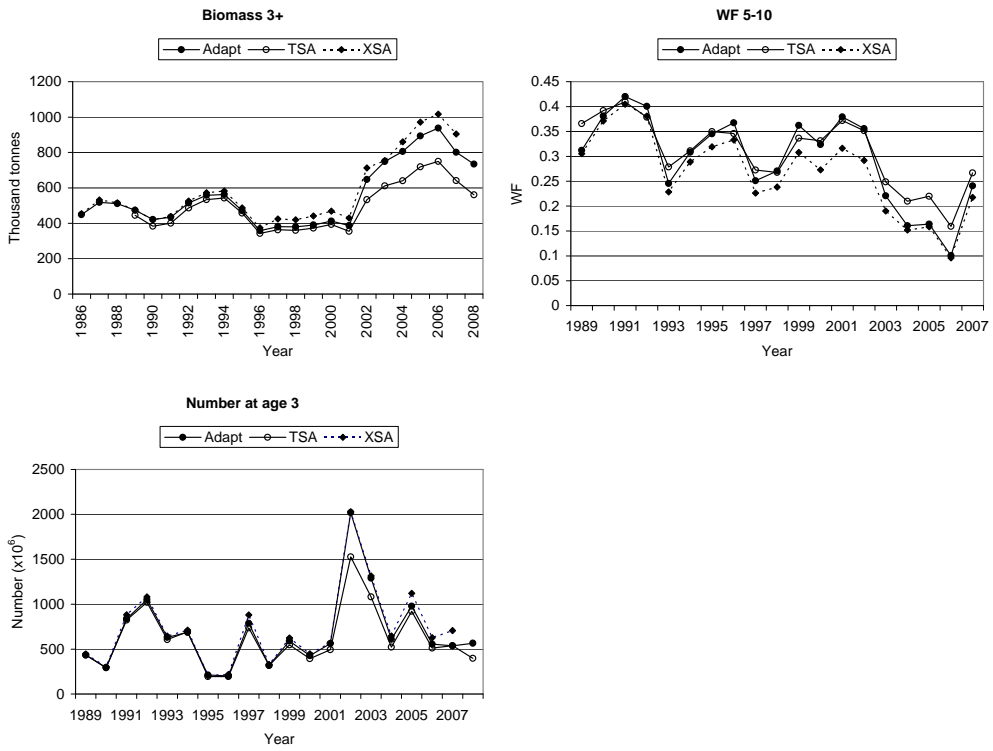 Biomass 3+
Adapt TSA XSA
1200
1000
800
600
400
200
0
Thousand tonnes
1986 1988 1990 1992 1994 1996 1998 2000 2002 2004 2006 2008
Year
WF 5-10
Adapt TSA XSA
0.45
0.4
0.35
0.3
0.25
0.2
0.15
0.1
0.05
0
WF
1989 1991 1993 1995 1997 1999 2001 2003 2005 2007
Year
Number at age 3
Adapt TSA XSA
2500
2000
1500
1000
500
0
Number (x10⁶)
1989 1991 1993 1995 1997 1999 2001 2003 2005 2007
Year